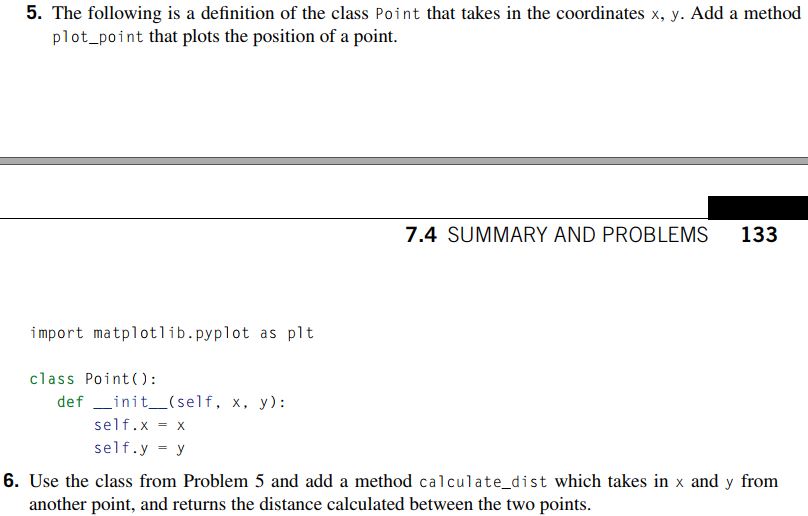 5. The following is a definition of the class Point that takes in the coordinates x, y. Add a method
plot_point that plots the position of a point.
7.4 SUMMARY AND PROBLEMS 133
import matplotlib.pyplot as plt
class Point():
def __init__(self, x, y):
self.x = x
self.y = y
6. Use the class from Problem 5 and add a method calculate_dist which takes in x and y from
another point, and returns the distance calculated between the two points.